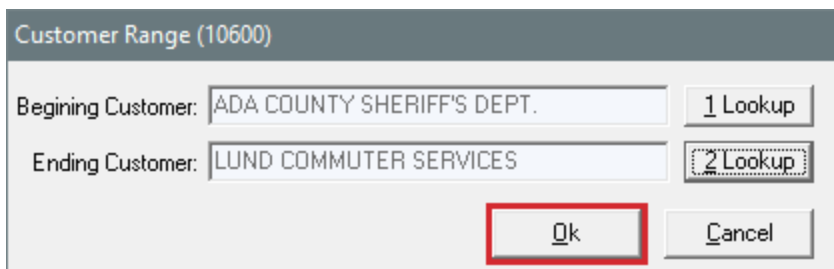 Customer Range (10600)
Begining Customer: ADA COUNTY SHERIFF'S DEPT. 1 Lookup
Ending Customer: LUND COMMUTER SERVICES 2 Lookup
Ok Cancel